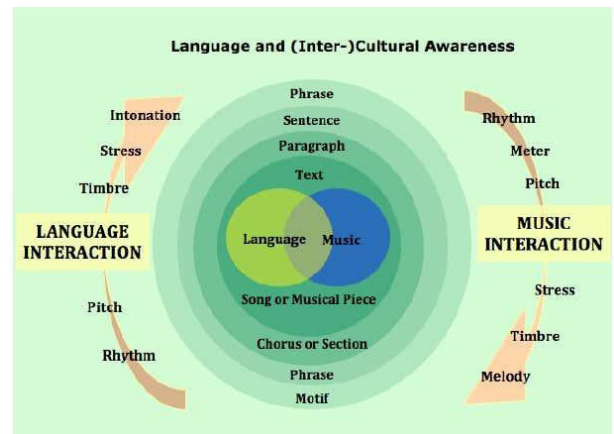 Language and (Inter-)Cultural Awareness
Phrase
Sentence
Paragraph
Text
Intonation
Stress
Timbre
LANGUAGE
INTERACTION
Pitch
Rhythm
Language
Music
Song or Musical Piece
Chorus or Section
Phrase
Motif
Rhythm
Meter
Pitch
MUSIC
INTERACTION
Stress
Timbre
Melody